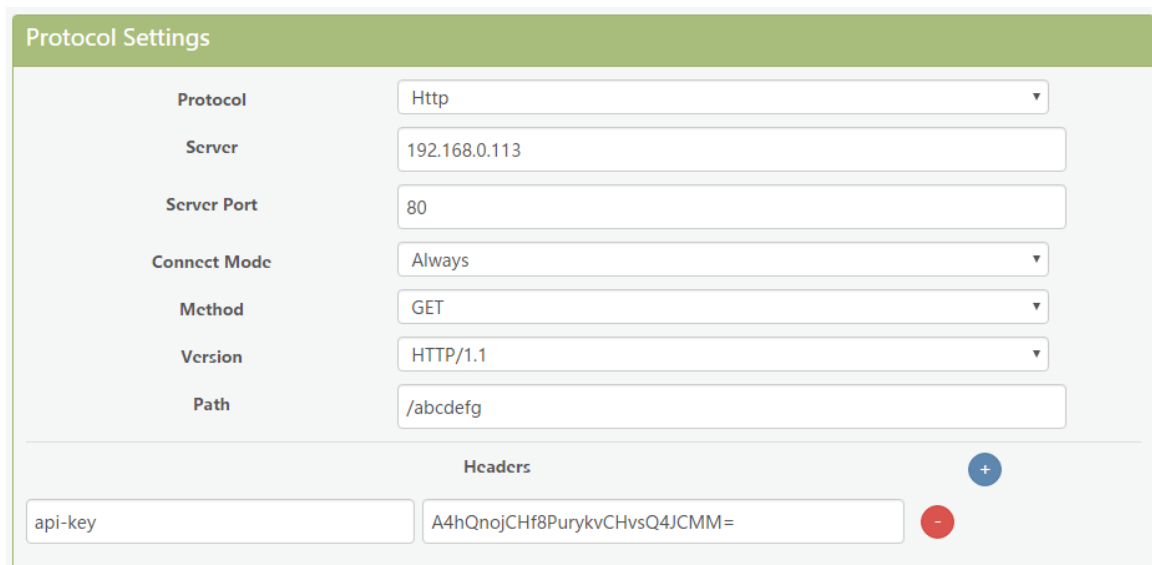 Protocol Settings
Protocol Http
Server 192.168.0.113
Server Port 80
Connect Mode Always
Method GET
Version HTTP/1.1
Path /abcdefg
Headers +
api-key A4hQnojCHf8PurykvCHvsQ4JCMM= -